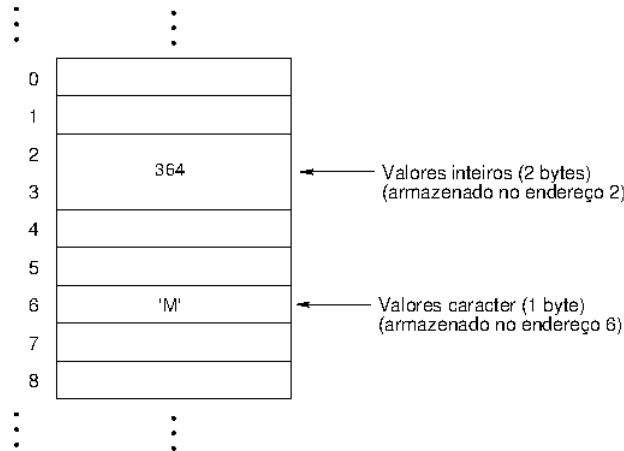 0
1
2
364
Valores inteiros (2 bytes)
3
(armazenado no endereço 2)
4
5
6
'M'
Valores caracter (1 byte)
(armazenado no endereço 6)
7
8